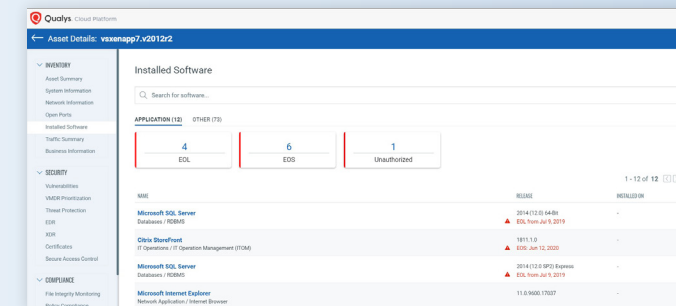 Qualys. Cloud Platform
Asset Details: vsxenapp7.v2012r2
INVENTORY
Asset Summary
System Information
Network Information
Open Ports
Installed Software
Traffic Summary
Business Information
SECURITY
Vulnerabilities
VMDR Prioritization
Threat Protection
EDR
XDR
Certificates
Secure Access Control
COMPLIANCE
File Integrity Monitoring
Installed Software
Search for software...
APPLICATION (12) OTHER (73)
4 6 1
EOL EOS Unauthorized
1 - 12 of 12
NAME RELEASE INSTALLED ON
Microsoft SQL Server 2014 (12.0) 64-Bit -
Databases / RDBMS EOL from Jul 9, 2019
Citrix StoreFront 1811.1.0 -
IT Operations / IT Operation Management (ITOM) EOS: Jun 12, 2020
Microsoft SQL Server 2014 (12.0 SP2) Express -
Databases / RDBMS EOL from Jul 9, 2019
Microsoft Internet Explorer 11.0.9600.17037 -
Network Application / Internet Browser